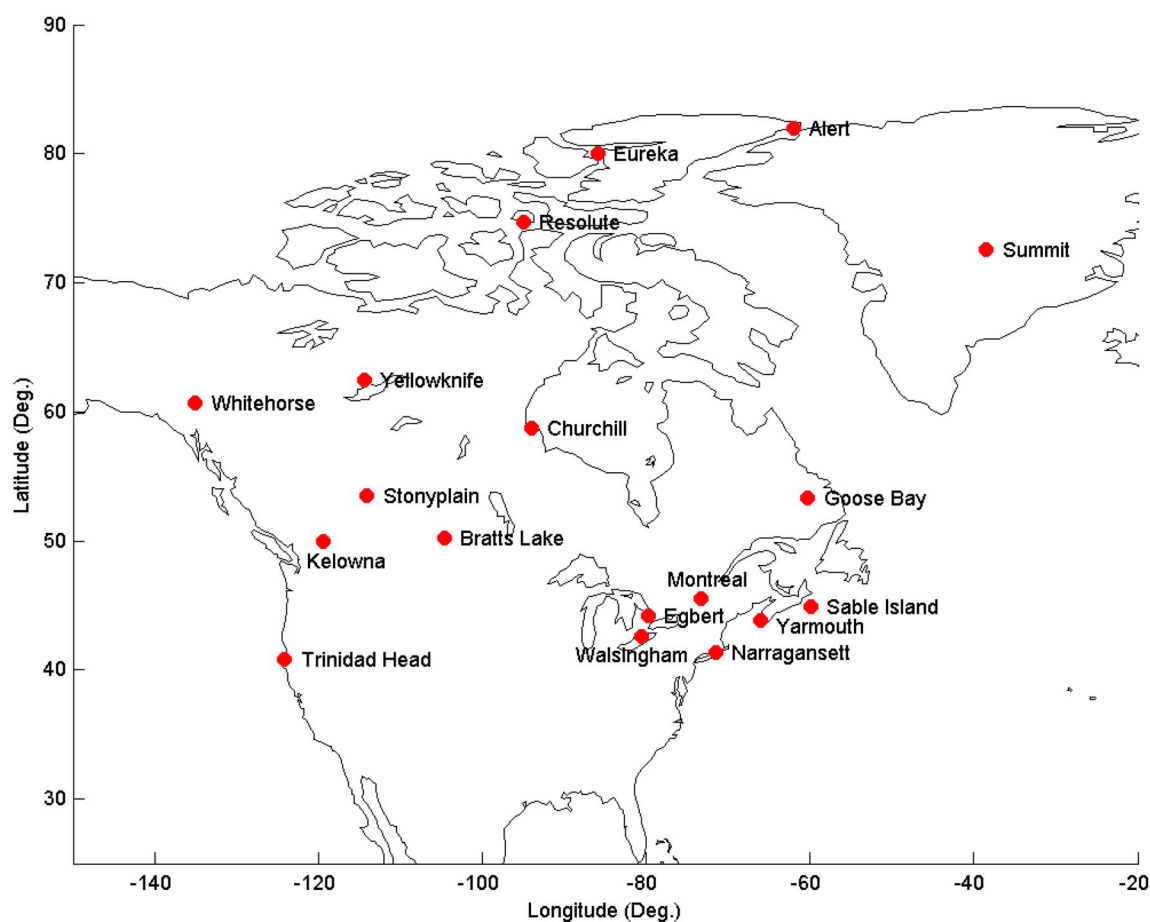 90
Alert
80
Eureka
Resolute
Summit
70
Yellowknife
Whitehorse
60
Churchill
Latitude (Deg.)
Stonyplain
Goose Bay
50
Bratts Lake
Kelowna
Montreal
Sable Island
Egbert
Yarmouth
Walsingham
Narragansett
40
Trinidad Head
30
-140 -120 -100 -80 -60 -40 -20
Longitude (Deg.)